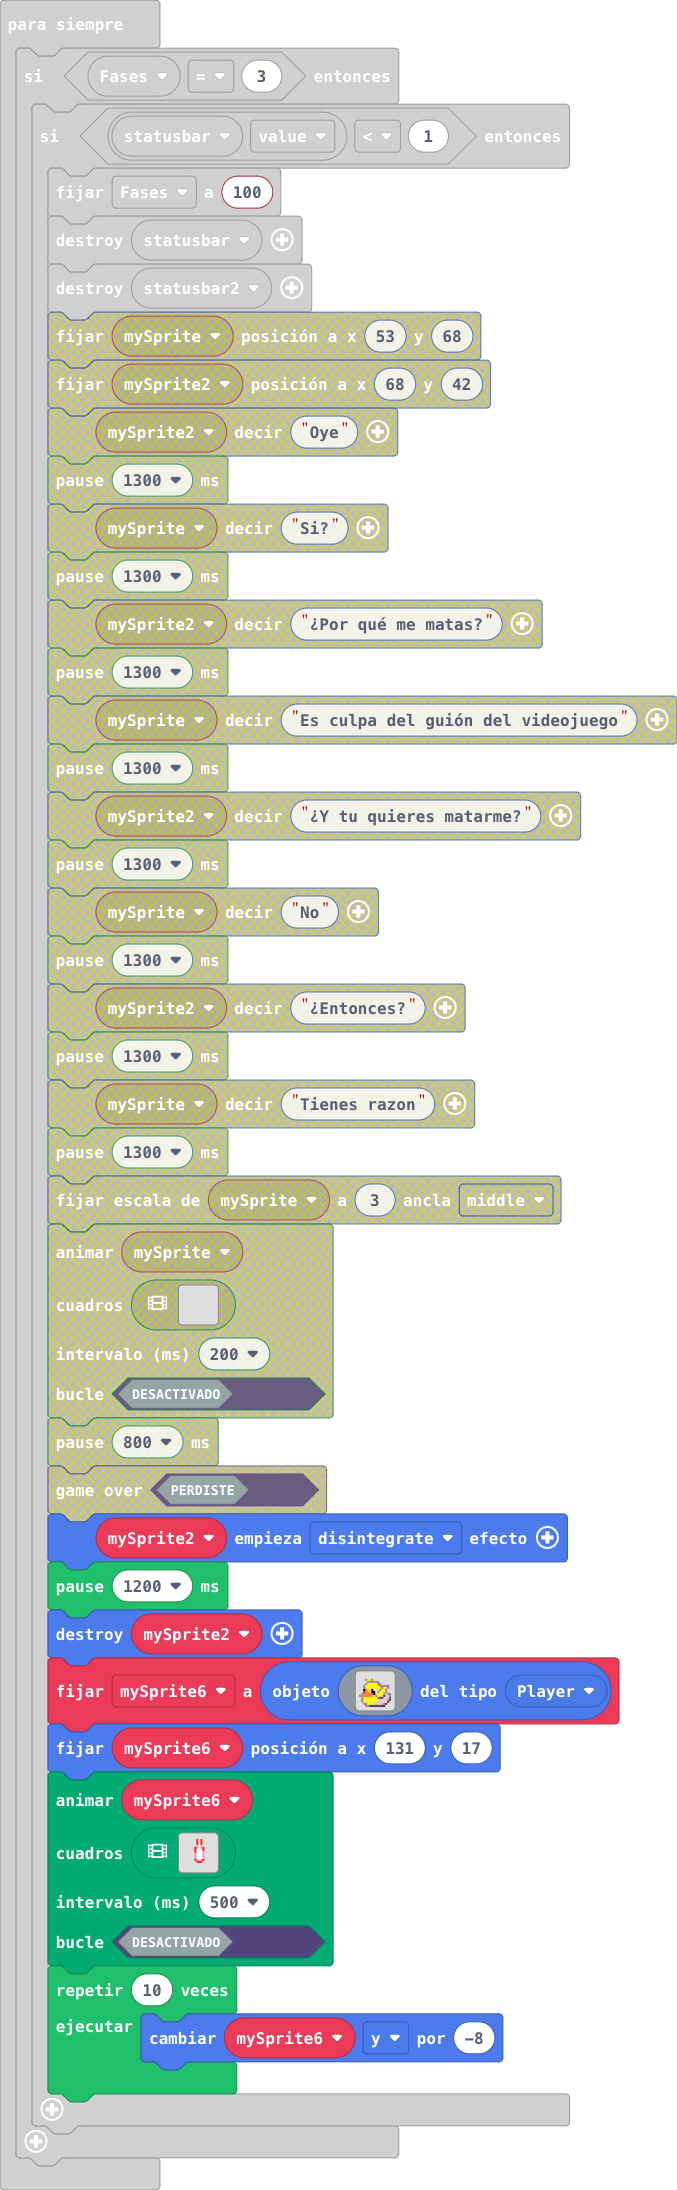 para siempre
si Fases = 3 entonces
si statusbar value < 1 entonces
fijar Fases a 100
destroy statusbar
destroy statusbar2
fijar mySprite posición a x 53 y 68
fijar mySprite2 posición a x 68 y 42
mySprite2 decir "Oye"
pause 1300 ms
mySprite decir "Si?"
pause 1300 ms
mySprite2 decir "¿Por qué me matas?"
pause 1300 ms
mySprite decir "Es culpa del guión del videojuego"
pause 1300 ms
mySprite2 decir "¿Y tu quieres matarme?"
pause 1300 ms
mySprite decir "No"
pause 1300 ms
mySprite2 decir "¿Entonces?"
pause 1300 ms
mySprite decir "Tienes razon"
pause 1300 ms
fijar escala de mySprite a 3 ancla middle
animar mySprite
cuadros
intervalo (ms) 200
bucle DESACTIVADO
pause 800 ms
game over PERDISTE
mySprite2 empieza disintegrate efecto
pause 1200 ms
destroy mySprite2
fijar mySprite6 a objeto del tipo Player
fijar mySprite6 posición a x 131 y 17
animar mySprite6
cuadros
intervalo (ms) 500
bucle DESACTIVADO
repetir 10 veces
ejecutar cambiar mySprite6 y por -8